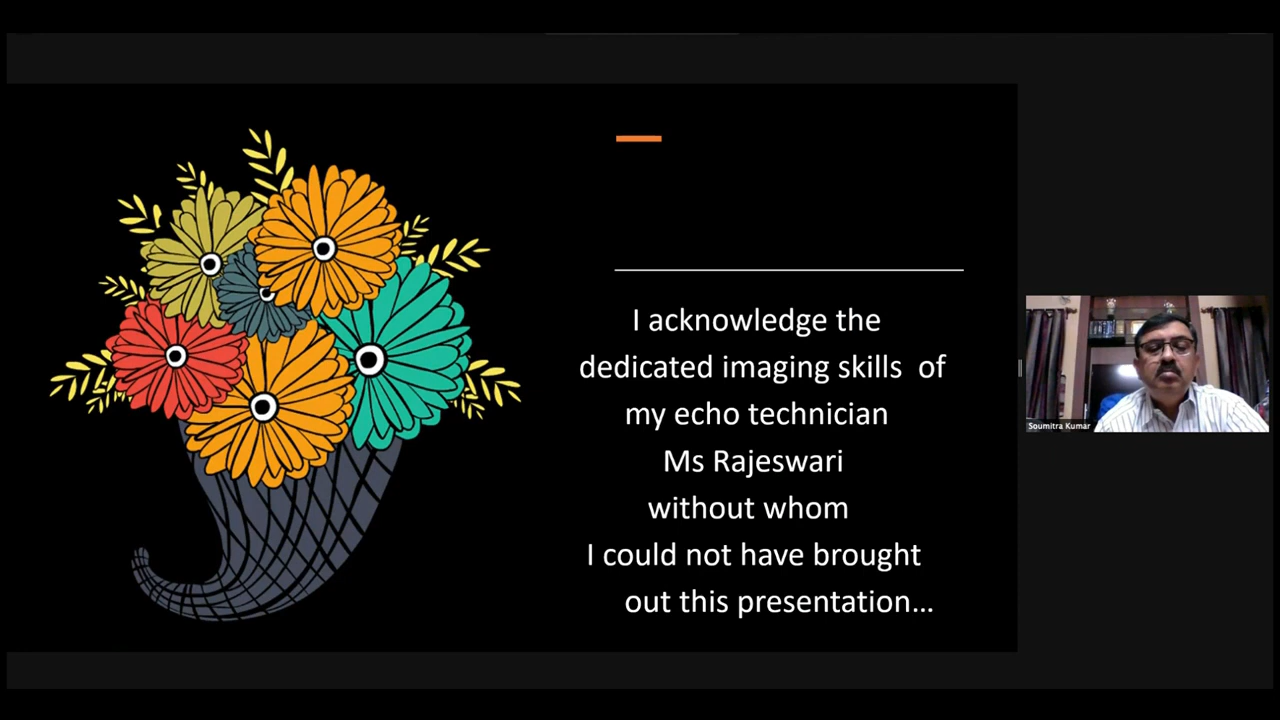 I acknowledge the
dedicated imaging skills of
my echo technician
Ms Rajeswari
without whom
I could not have brought
out this presentation...
Soumitra Kumar